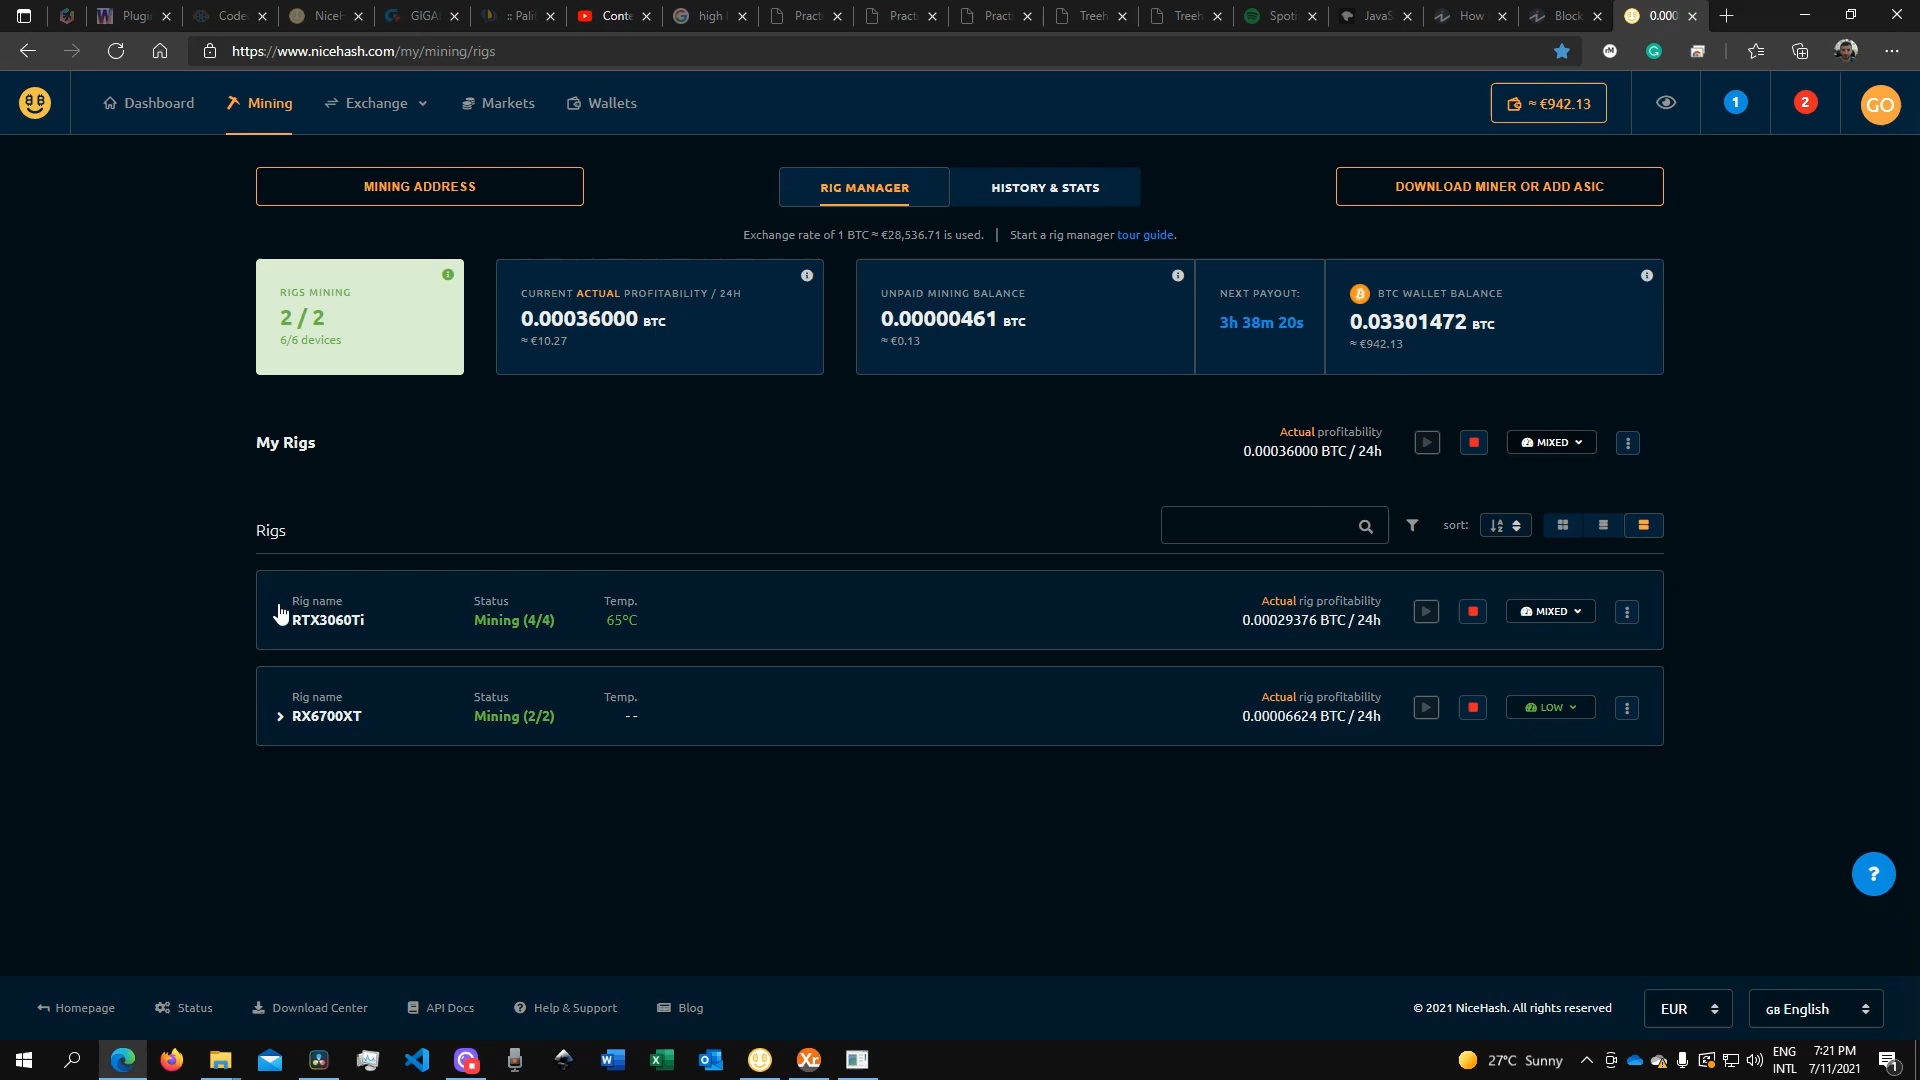 Plugin
Code
NiceH
GIGA
:: Palit
Conte
high l
Practi
Practi
Practi
Treeh
Treeh
Spoti
JavaS
How
Block
0.000
https://www.nicehash.com/my/mining/rigs
Dashboard
Mining
Exchange
Markets
Wallets
≈ €942.13
1
2
GO
MINING ADDRESS
RIG MANAGER
HISTORY & STATS
DOWNLOAD MINER OR ADD ASIC
Exchange rate of 1 BTC ≈ €28,536.71 is used. | Start a rig manager tour guide.
RIGS MINING
2 / 2
6/6 devices
CURRENT ACTUAL PROFITABILITY / 24H
0.00036000 BTC
≈ €10.27
UNPAID MINING BALANCE
0.00000461 BTC
≈ €0.13
NEXT PAYOUT:
3h 38m 20s
BTC WALLET BALANCE
0.03301472 BTC
≈ €942.13
My Rigs
Actual profitability
0.00036000 BTC / 24h
MIXED
Rigs
sort:
Rig name
RTX3060Ti
Status
Mining (4/4)
Temp.
65°C
Actual rig profitability
0.00029376 BTC / 24h
MIXED
Rig name
RX6700XT
Status
Mining (2/2)
Temp.
--
Actual rig profitability
0.00006624 BTC / 24h
LOW
?
Homepage
Status
Download Center
API Docs
Help & Support
Blog
© 2021 NiceHash. All rights reserved
EUR
GB English
27°C Sunny
ENG
INTL
7:21 PM
7/11/2021
1